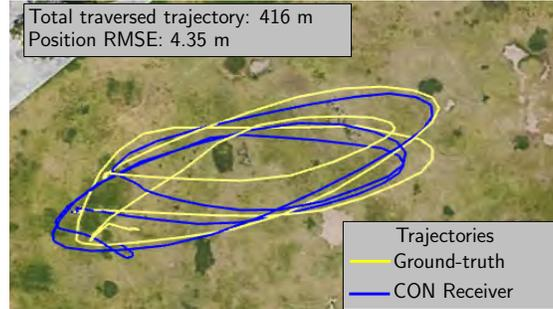 Total traversed trajectory: 416 m
Position RMSE: 4.35 m
Trajectories
Ground-truth
CON Receiver